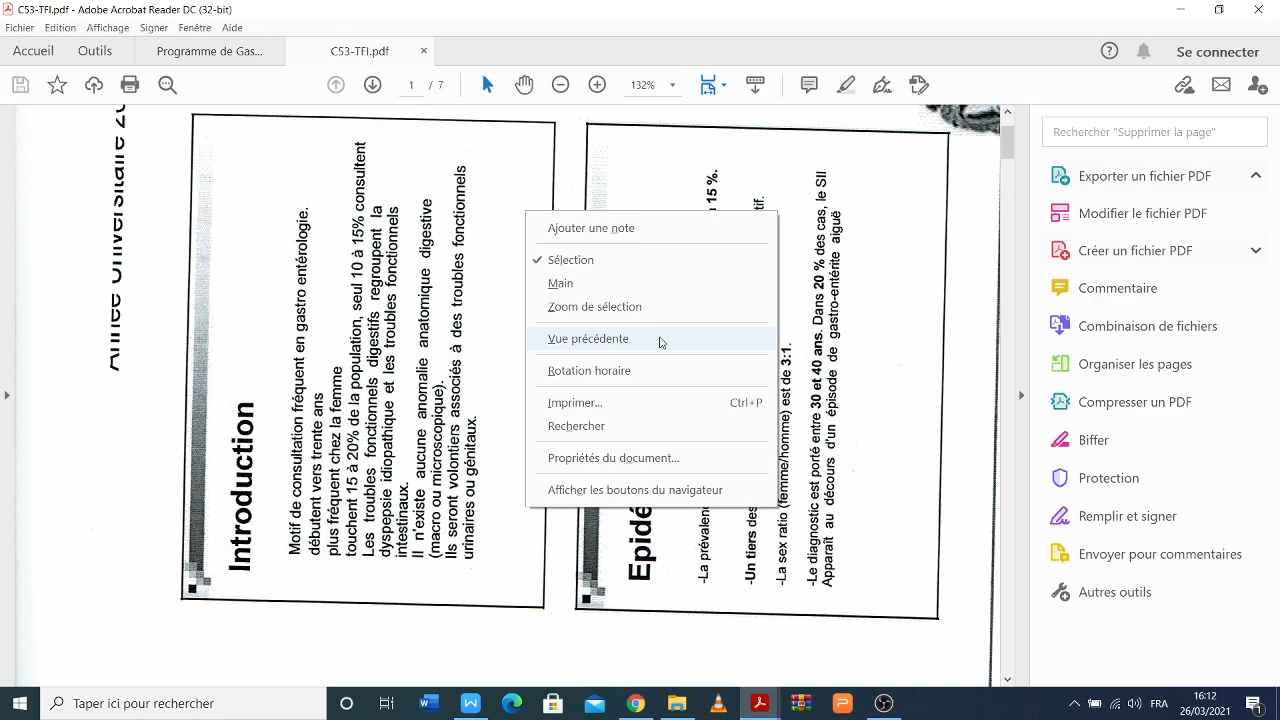 C53-TFI.pdf - Adobe Acrobat Reader DC (32-bit)
Fichier Edition Affichage Signer Fenêtre Aide
Accueil Outils Programme de Gas... C53-TFI.pdf Se connecter
1 / 7 132%
Année Universitaire
Introduction
Motif de consultation fréquent en gastro entérologie.
débutent vers trente ans
plus fréquent chez la femme
touchent 15 à 20% de la population, seul 10 à 15% consultent
Les troubles fonctionnels digestifs regroupent la
dyspepsie idiopathique et les troubles fonctionnels
intestinaux.
Il n'existe aucune anomalie anatomique digestive
(macro ou microscopique).
Ils seront volontiers associés à des troubles fonctionnels
urinaires ou génitaux.
Epidé
-La prévalen
15 %.
-Un tiers des
tif.
-La sex ratio (femme/homme) est de 3:1.
-Le diagnostic est porté entre 30 et 40 ans. Dans 20 % des cas, le SII
Apparaît au décours d'un épisode de gastro-entérite aiguë
Sélection
Main
précédente
Rotation horaire
Imprimer... Ctrl+P
Rechercher
Propriétés du document...
Afficher les boutons du navigateur
Rechercher "Supprimer la page"
Exporter un fichier PDF
Modifier le fichier PDF
Créer un fichier PDF
Commentaire
Combinaison de fichiers
Organiser les pages
Compresser un PDF
Biffer
Protection
Remplir et signer
Envoyer pour commentaires
Autres outils
Taper ici pour rechercher
FRA
16:12
26/03/2021